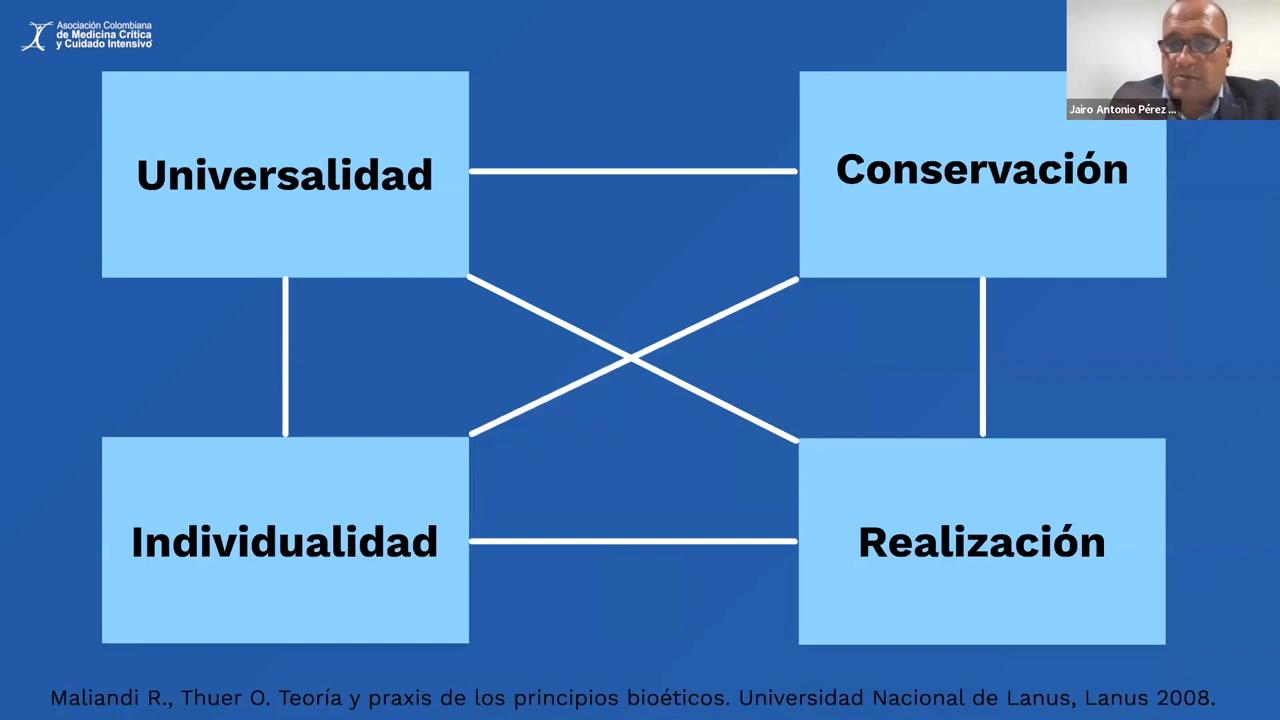 Asociación Colombiana
de Medicina Crítica
y Cuidado Intensivo
Jairo Antonio Pérez ...
Universalidad
Conservación
Individualidad
Realización
Maliandi R., Thuer O. Teoría y praxis de los principios bioéticos. Universidad Nacional de Lanus, Lanus 2008.